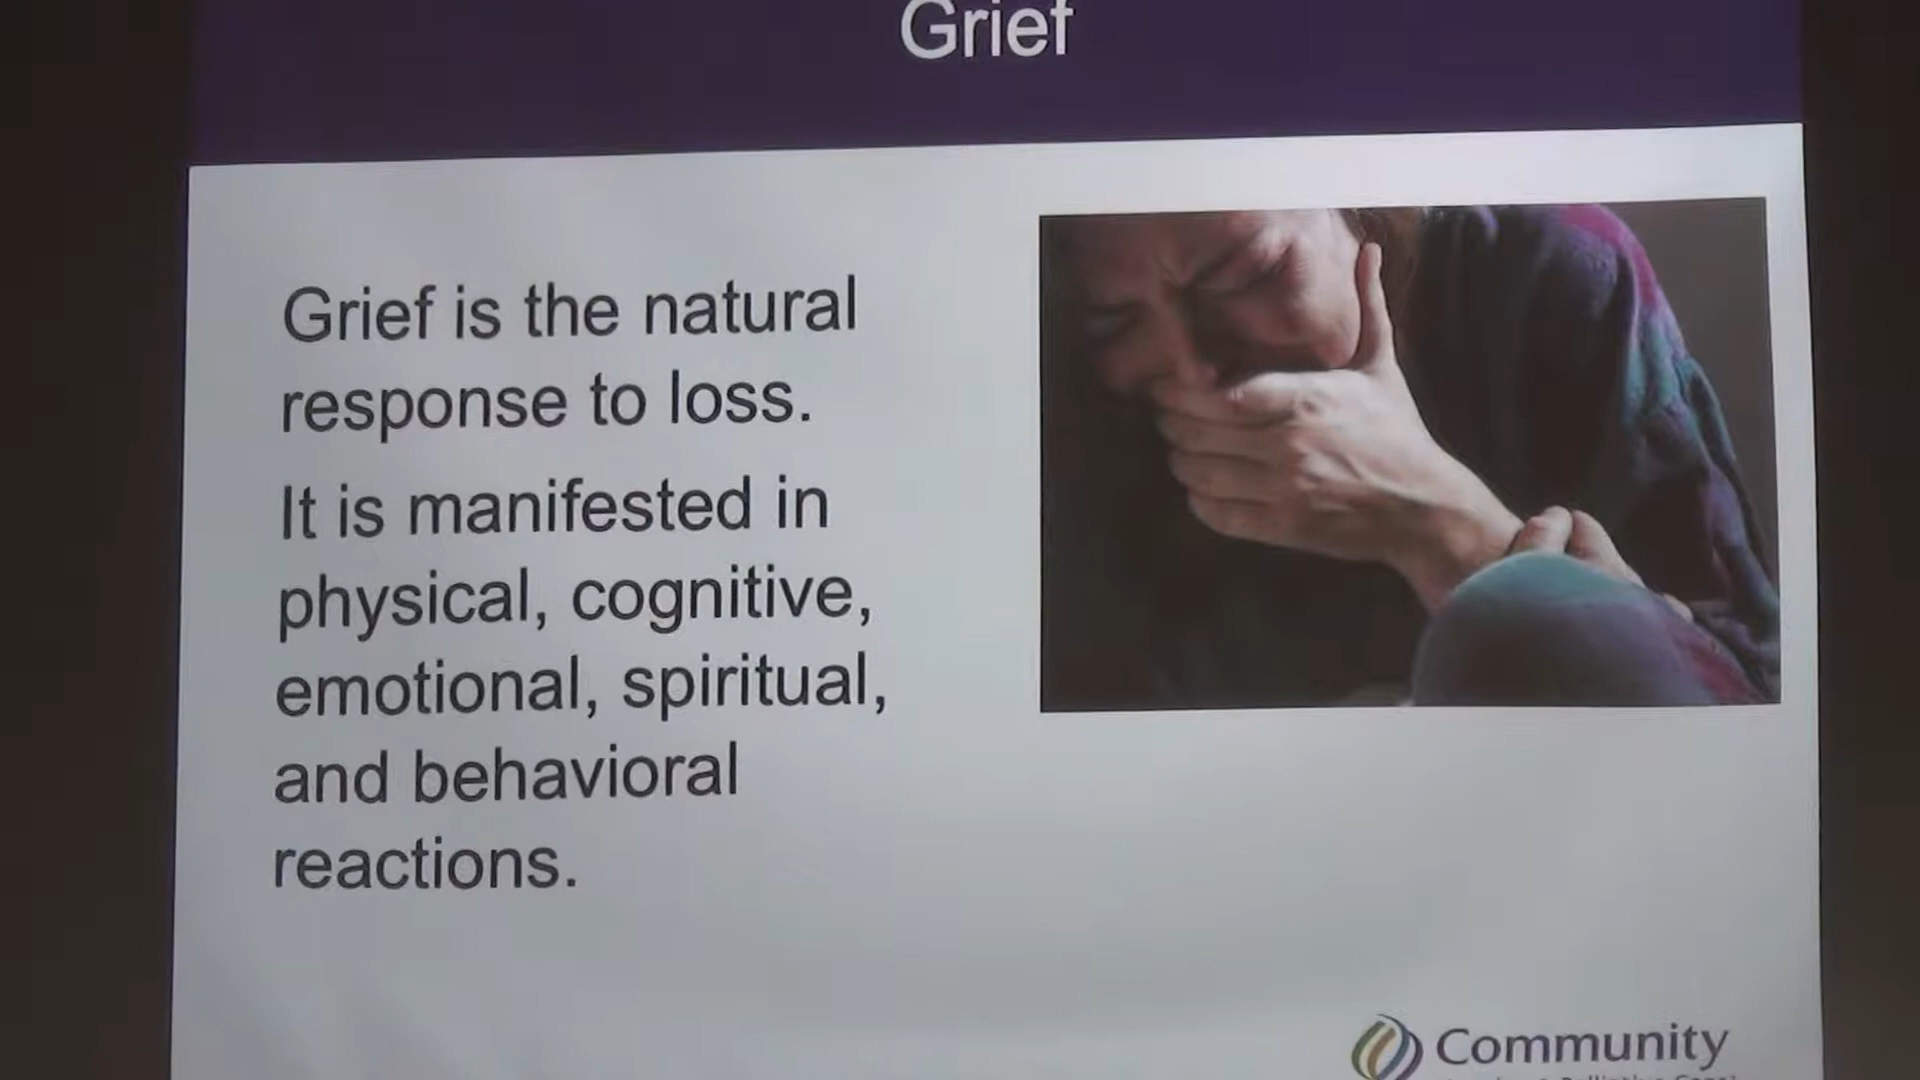 Grief
Grief is the natural
response to loss.
It is manifested in
physical, cognitive,
emotional, spiritual,
and behavioral
reactions.
Community